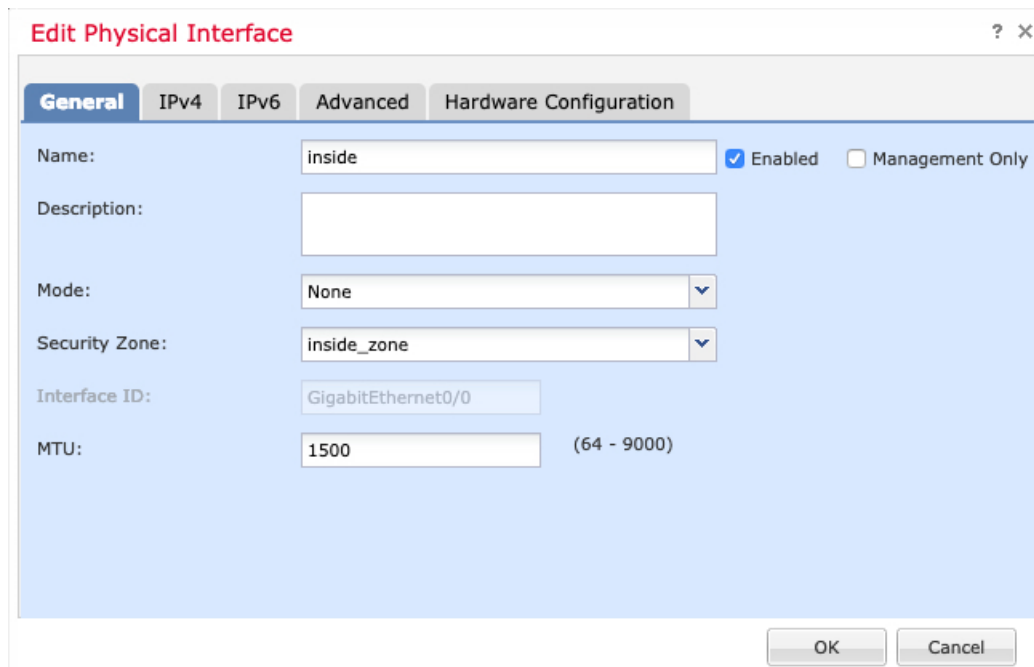 Edit Physical Interface ? ×
General IPv4 IPv6 Advanced Hardware Configuration
Name: inside Enabled Management Only
Description:
Mode: None
Security Zone: inside_zone
Interface ID: GigabitEthernet0/0
MTU: 1500 (64 - 9000)
OK Cancel